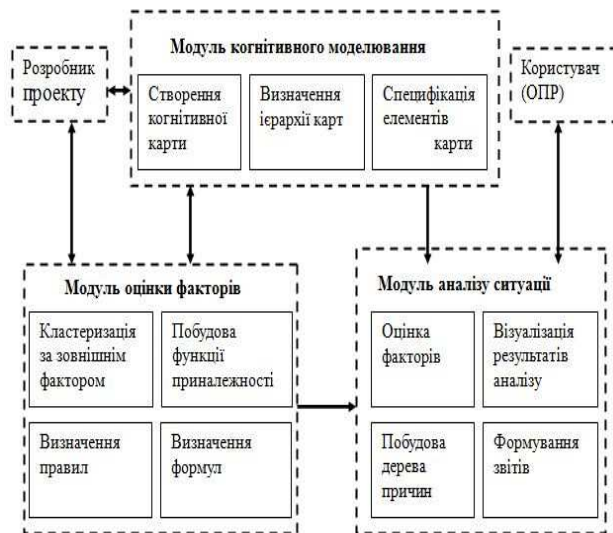 Модуль когнітивного моделювання
Розробник
проекту
Створення
когнітивної
карти
Визначення
ієрархії карт
Специфікація
елементів
карти
Користувач
(ОПР)
Модуль оцінки факторів
Кластеризація
за зовнішнім
фактором
Побудова
функції
приналежності
Визначення
правил
Визначення
формул
Модуль аналізу ситуації
Оцінка
факторів
Візуалізація
результатів
аналізу
Побудова
дерева
причин
Формування
звітів